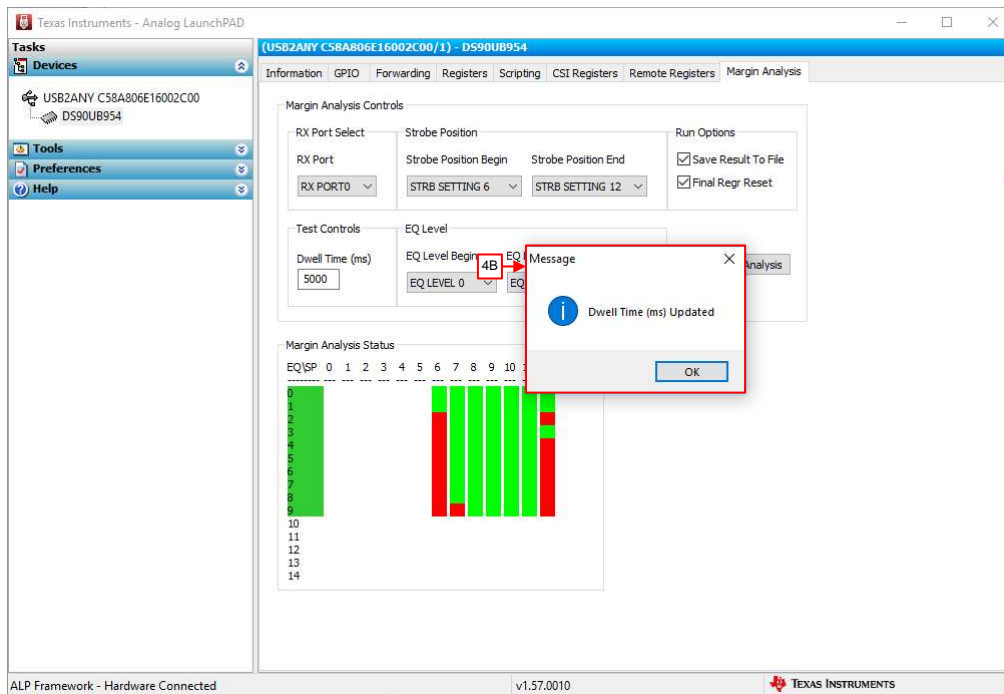 Texas Instruments - Analog LaunchPAD
Tasks
Devices
USB2ANY C58A806E16002C00
DS90UB954
Tools
Preferences
Help
(USB2ANY C58A806E16002C00/1) - DS90UB954
Information GPIO Forwarding Registers Scripting CSI Registers Remote Registers Margin Analysis
Margin Analysis Controls
RX Port Select
RX Port
RX PORT0
Strobe Position
Strobe Position Begin Strobe Position End
STRB SETTING 6 STRB SETTING 12
Run Options
Save Result To File
Final Regr Reset
Test Controls
Dwell Time (ms)
5000
EQ Level
EQ Level Begin EQ
EQ LEVEL 0 EQ
Analysis
4B
Message
i
Dwell Time (ms) Updated
OK
Margin Analysis Status
EQ\SP 0 1 2 3 4 5 6 7 8 9 10
0
1
2
3
4
5
6
7
8
9
10
11
12
13
14
ALP Framework - Hardware Connected
v1.57.0010
TEXAS INSTRUMENTS